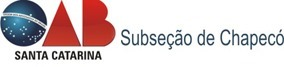 OAB
SANTA CATARINA
Subseção de Chapecó